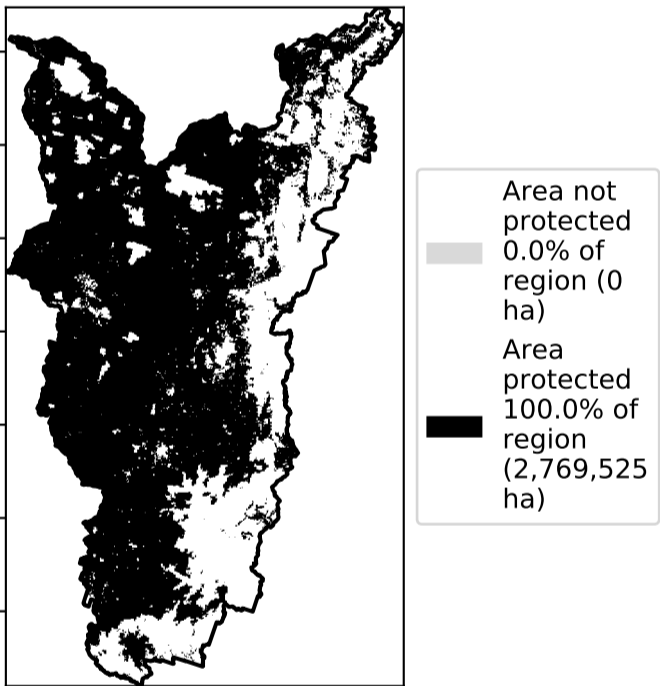 Area not
protected
0.0% of
region (0
ha)
Area
protected
100.0% of
region
(2,769,525
ha)